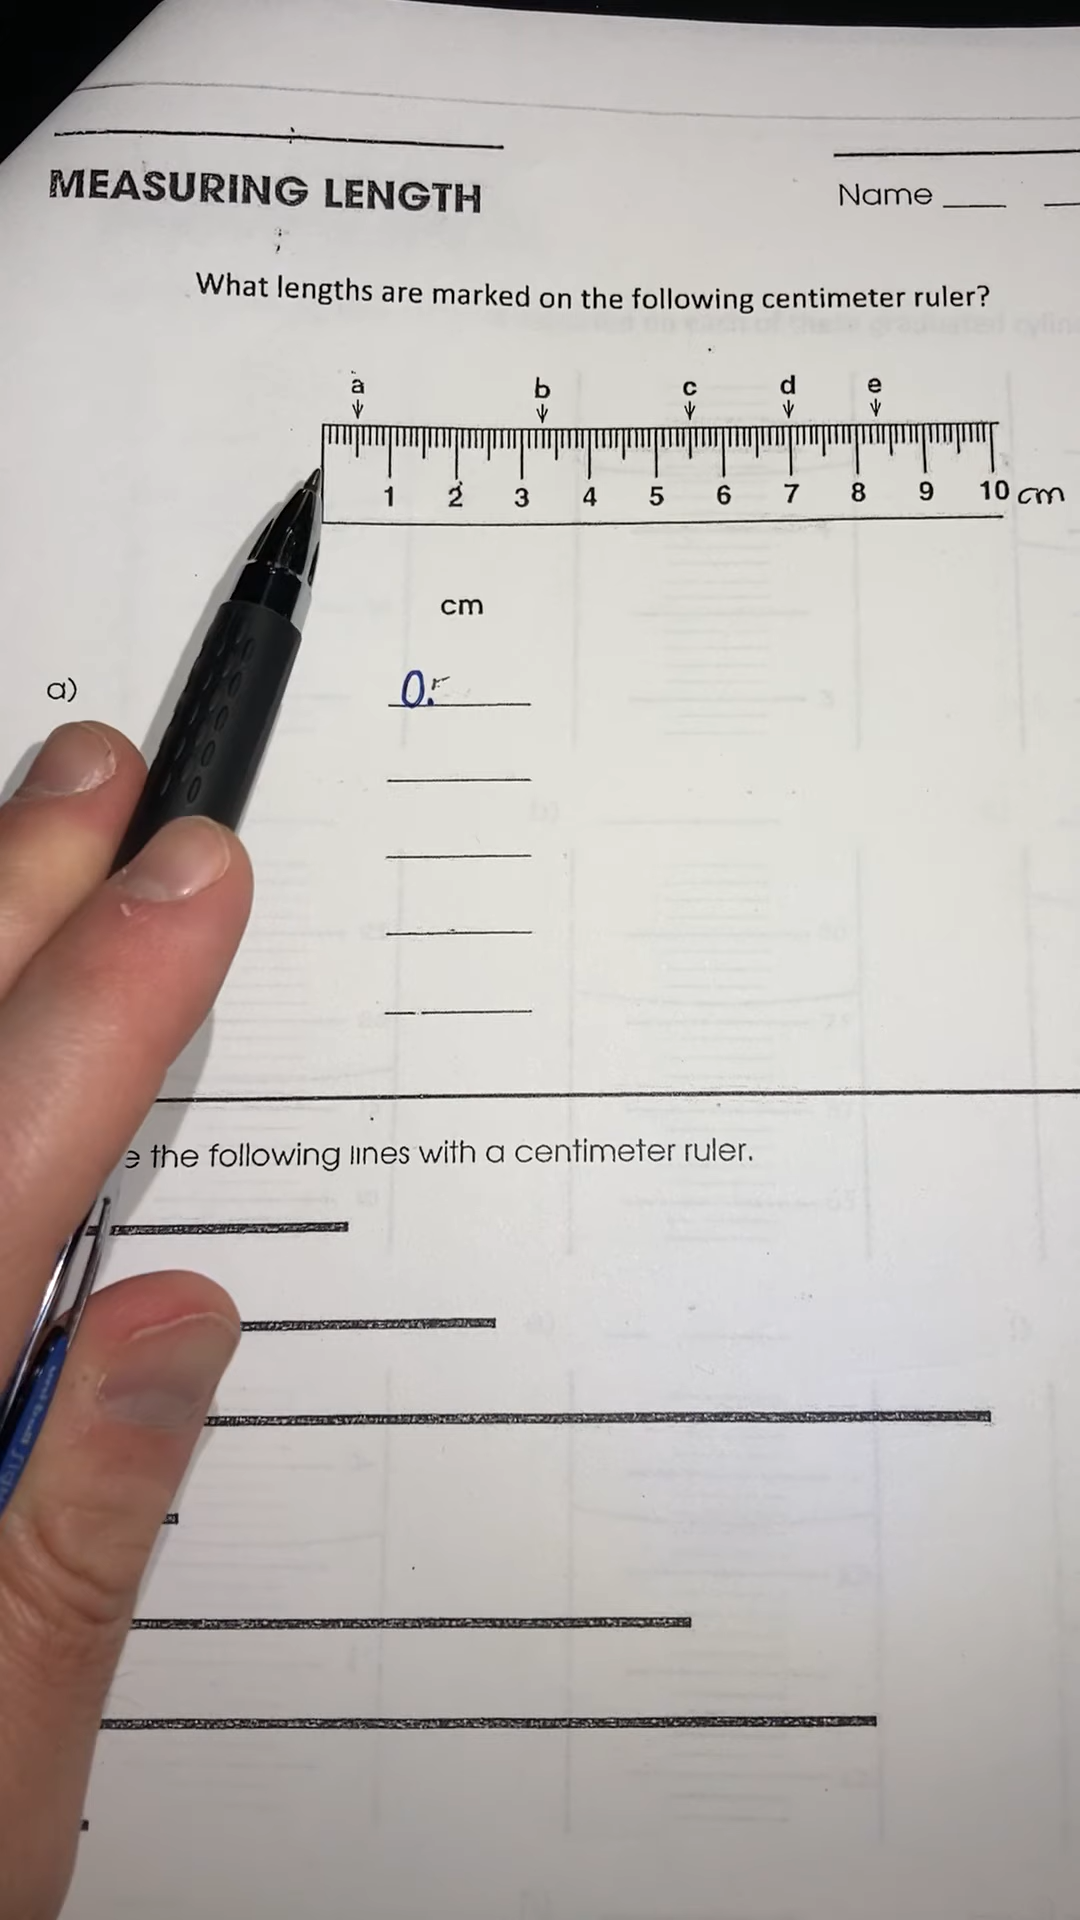 MEASURING LENGTH
Name
What lengths are marked on the following centimeter ruler?
a b c d e
1 2 3 4 5 6 7 8 9 10 cm
cm
a) 0.
the following lines with a centimeter ruler.